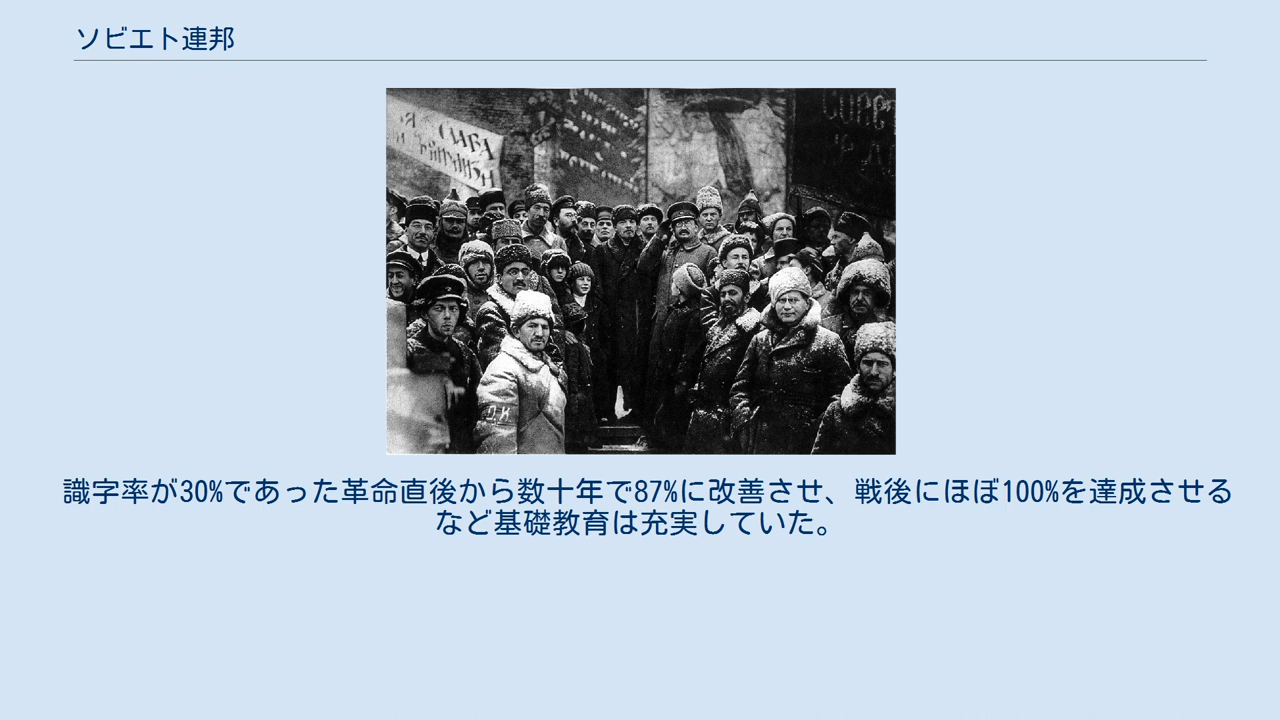 ソビエト連邦
СЛАВА
识字率が30%であった革命直後から数十年で87%に改善させ、戦後にほぼ100%を達成させる
など基礎教育は充実していた。